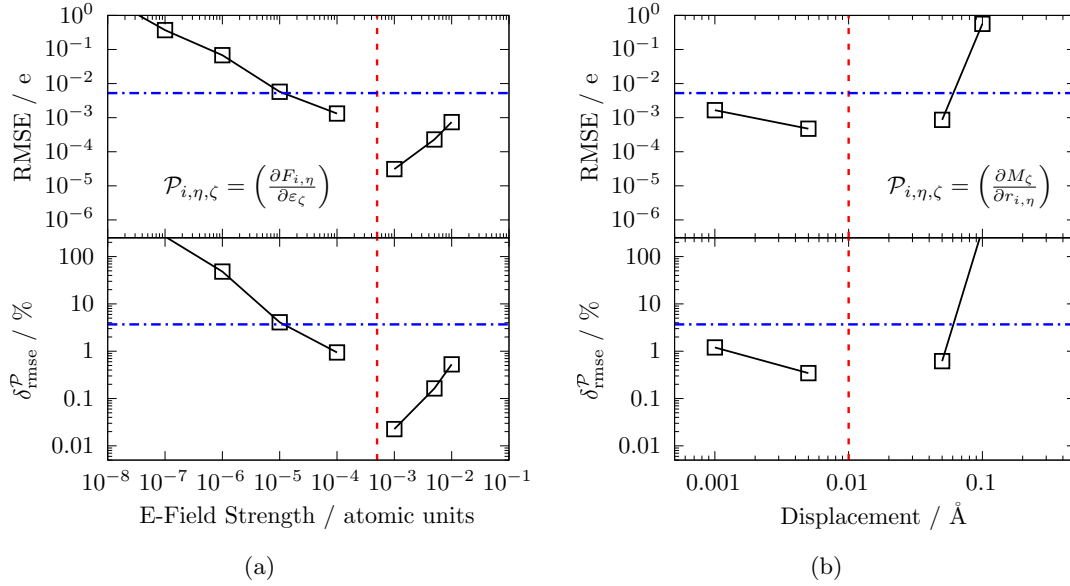 10^0
10^-1
10^-2
10^-3
10^-4
10^-5
10^-6
RMSE / e
𝒫_{i,η,ζ} = (∂F_{i,η} / ∂ε_ζ)
100
10
1
0.1
0.01
δ^𝒫_rmse / %
10^-8 10^-7 10^-6 10^-5 10^-4 10^-3 10^-2 10^-1
E-Field Strength / atomic units
(a)
10^0
10^-1
10^-2
10^-3
10^-4
10^-5
10^-6
RMSE / e
𝒫_{i,η,ζ} = (∂M_ζ / ∂r_{i,η})
100
10
1
0.1
0.01
δ^𝒫_rmse / %
0.001 0.01 0.1
Displacement / Å
(b)